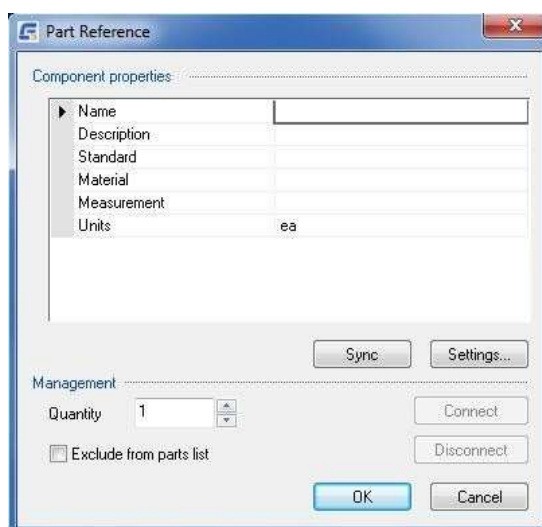 Part Reference
Component properties
Name
Description
Standard
Material
Measurement
Units ea
Sync Settings...
Management
Quantity 1 Connect
Exclude from parts list Disconnect
OK Cancel